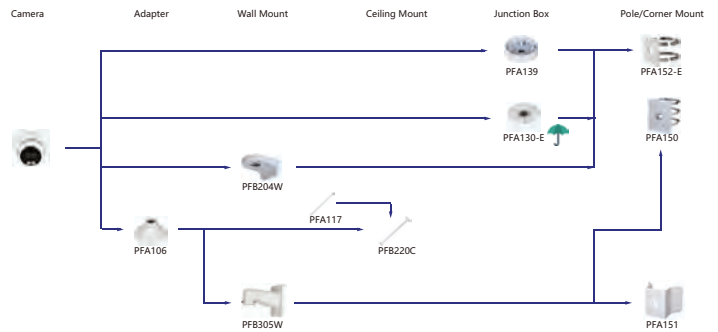 Camera Adapter Wall Mount Ceiling Mount Junction Box Pole/Corner Mount
PFA139
PFA152-E
PFA130-E
PFA150
PFB204W
PFA117
PFA106
PFB220C
PFB305W
PFA151